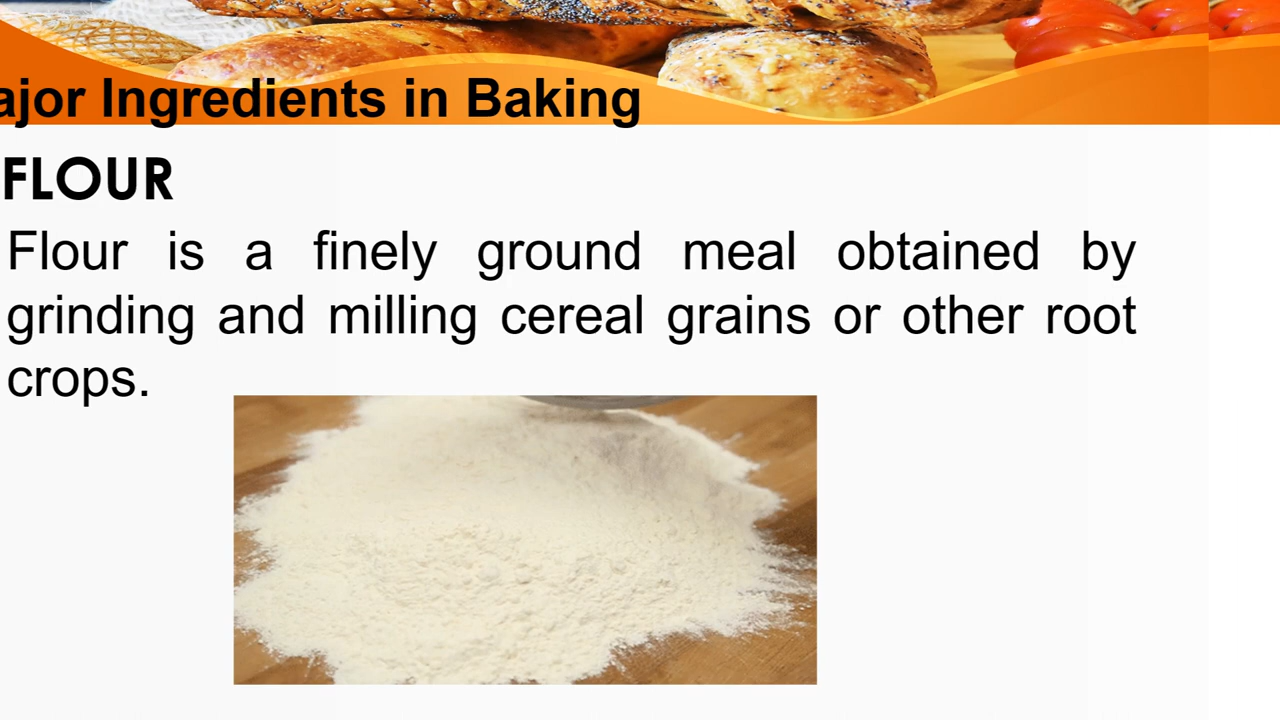 ajor Ingredients in Baking
FLOUR
Flour is a finely ground meal obtained by
grinding and milling cereal grains or other root
crops.